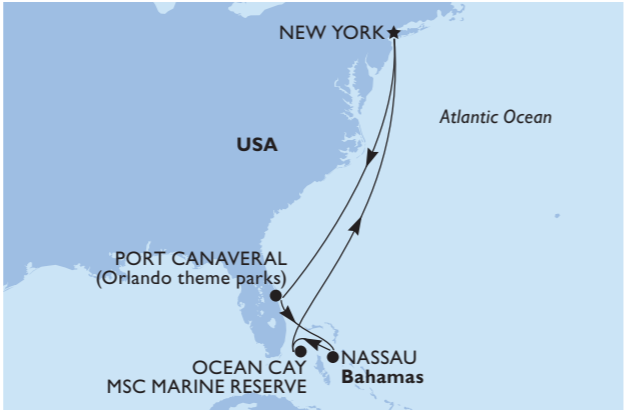 NEW YORK
Atlantic Ocean
USA
PORT CANAVERAL
(Orlando theme parks)
NASSAU
Bahamas
OCEAN CAY
MSC MARINE RESERVE